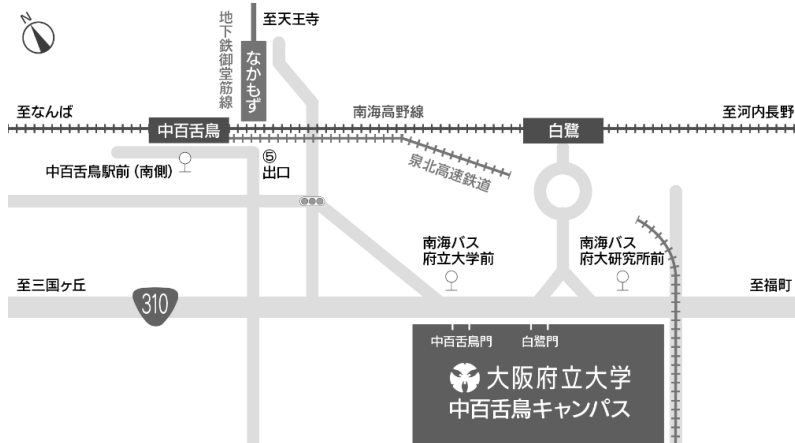 N
至天王寺
地下鉄御堂筋線
なかもず
至なんば
南海高野線
至河内長野
中百舌鳥
白鷺
中百舌鳥駅前（南側）
⑤
出口
泉北高速鉄道
南海バス
府立大学前
南海バス
府大研究所前
至三国ヶ丘
310
至福町
中百舌鳥門
白鷺門
大阪府立大学
中百舌鳥キャンパス